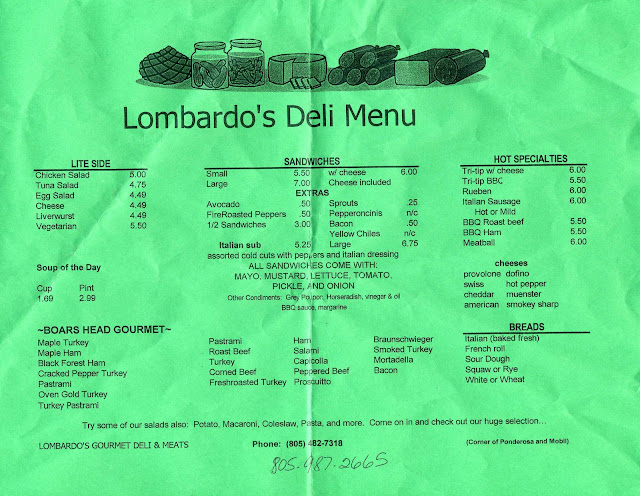 Lombardo's Deli Menu
LITE SIDE
Chicken Salad 5.00
Tuna Salad 4.75
Egg Salad 4.49
Cheese 4.49
Liverwurst 4.49
Vegetarian 5.50
Soup of the Day
Cup Pint
1.69 2.99
SANDWICHES
Small 5.50 w/ cheese 6.00
Large 7.00 Cheese included
EXTRAS
Avocado .50 Sprouts .25
FireRoasted Peppers .50 Pepperoncinis n/c
1/2 Sandwiches 3.00 Bacon .50
Yellow Chiles n/c
Italian sub 5.25 Large 6.75
assorted cold cuts with peppers and italian dressing
ALL SANDWICHES COME WITH:
MAYO, MUSTARD, LETTUCE, TOMATO,
PICKLE, AND ONION
Other Condiments: Grey Poupon, Horseradish, vinegar & oil
BBQ sauce, margarine
HOT SPECIALTIES
Tri-tip w/ cheese 6.00
Tri-tip BBC 5.50
Rueben 6.00
Italian Sausage 6.00
Hot or Mild
BBQ Roast beef 5.50
BBQ Ham 5.50
Meatball 6.00
cheeses
provolone dofino
swiss hot pepper
cheddar muenster
american smokey sharp
~BOARS HEAD GOURMET~
Maple Turkey
Maple Ham
Black Forest Ham
Cracked Pepper Turkey
Pastrami
Oven Gold Turkey
Turkey Pastrami
Pastrami Ham Braunschwieger
Roast Beef Salami Smoked Turkey
Turkey Capicolla Mortadella
Corned Beef Peppered Beef Bacon
Freshroasted Turkey Proscuitto
BREADS
Italian (baked fresh)
French roll
Sour Dough
Squaw or Rye
White or Wheat
Try some of our salads also: Potato, Macaroni, Coleslaw, Pasta, and more. Come on in and check out our huge selection…
LOMBARDO'S GOURMET DELI & MEATS Phone: (805) 482-7318 (Corner of Ponderosa and Mobil)
805-987-2665